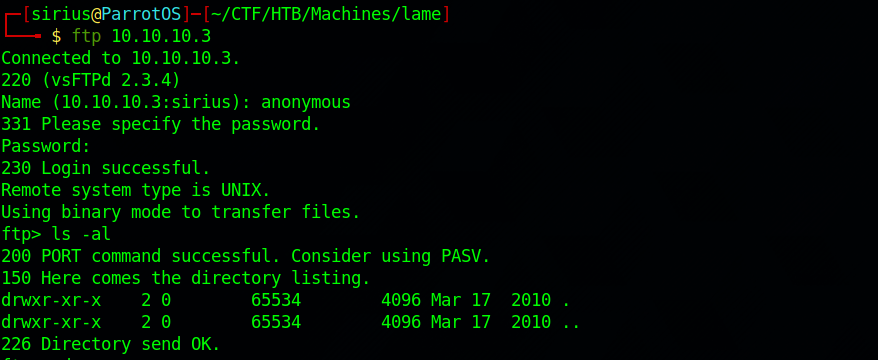 ┌─[sirius@ParrotOS]─[~/CTF/HTB/Machines/lame]
└──╼ $ ftp 10.10.10.3
Connected to 10.10.10.3.
220 (vsFTPd 2.3.4)
Name (10.10.10.3:sirius): anonymous
331 Please specify the password.
Password:
230 Login successful.
Remote system type is UNIX.
Using binary mode to transfer files.
ftp> ls -al
200 PORT command successful. Consider using PASV.
150 Here comes the directory listing.
drwxr-xr-x    2 0        65534        4096 Mar 17  2010 .
drwxr-xr-x    2 0        65534        4096 Mar 17  2010 ..
226 Directory send OK.